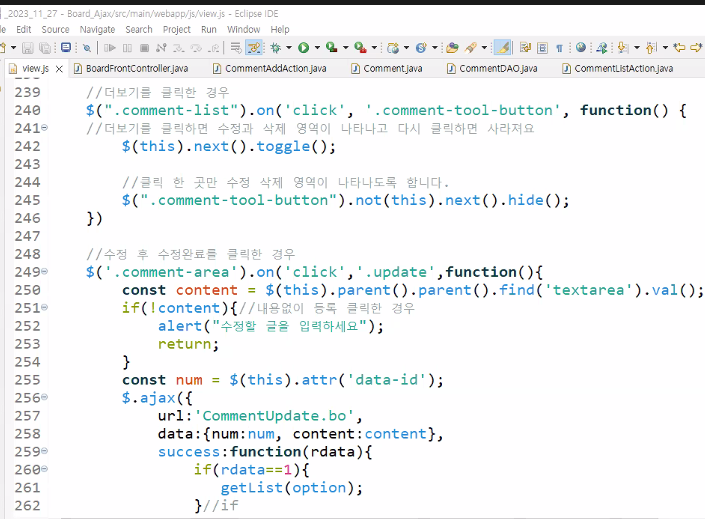 _2023_11_27 - Board_Ajax/src/main/webapp/js/view.js - Eclipse IDE
File Edit Source Navigate Search Project Run Window Help
view.js BoardFrontController.java CommentAddAction.java Comment.java CommentDAO.java CommentListAction.java
239 //더보기를 클릭한 경우
240 $(".comment-list").on('click', '.comment-tool-button', function() {
241 //더보기를 클릭하면 수정과 삭제 영역이 나타나고 다시 클릭하면 사라져요
242 $(this).next().toggle();
243
244 //클릭 한 곳만 수정 삭제 영역이 나타나도록 합니다.
245 $(".comment-tool-button").not(this).next().hide();
246 })
247
248 //수정 후 수정완료를 클릭한 경우
249 $('.comment-area').on('click','.update',function(){
250 const content = $(this).parent().parent().find('textarea').val();
251 if(!content){//내용없이 등록 클릭한 경우
252 alert("수정할 글을 입력하세요");
253 return;
254 }
255 const num = $(this).attr('data-id');
256 $.ajax({
257 url:'CommentUpdate.bo',
258 data:{num:num, content:content},
259 success:function(rdata){
260 if(rdata==1){
261 getList(option);
262 }//if